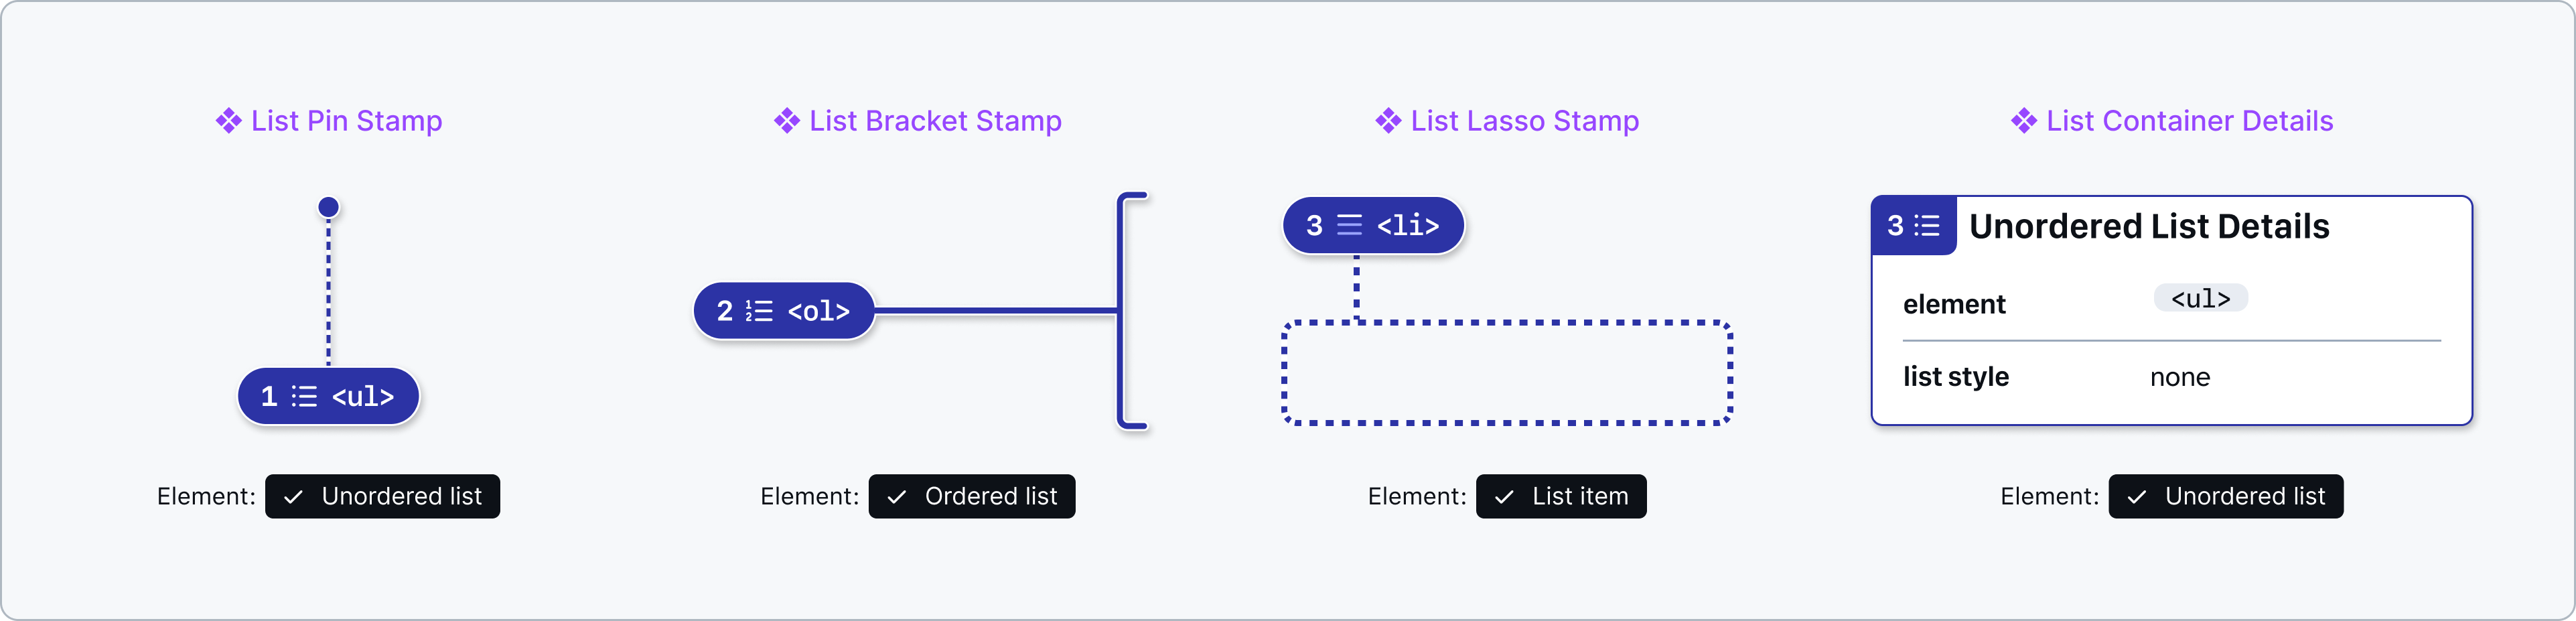 List Pin Stamp
1 <ul>
Element: Unordered list
List Bracket Stamp
2 1 2 <ol>
Element: Ordered list
List Lasso Stamp
3 <li>
Element: List item
List Container Details
3 Unordered List Details
element <ul>
list style none
Element: Unordered list